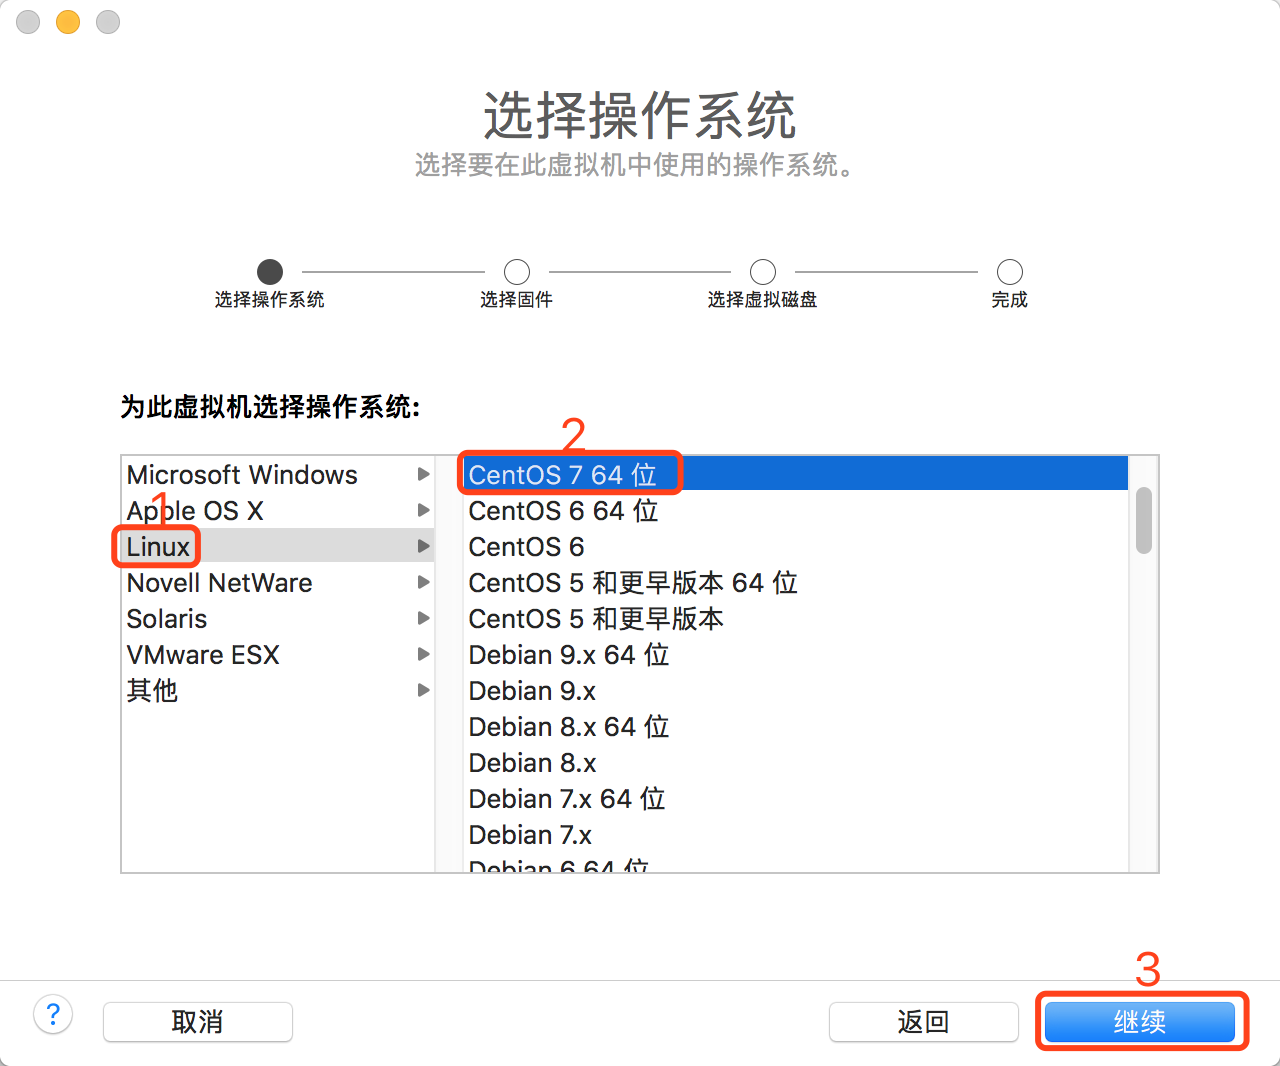 选择操作系统
选择要在此虚拟机中使用的操作系统。
选择操作系统
选择固件
选择虚拟磁盘
完成
为此虚拟机选择操作系统:
Microsoft Windows
Apple OS X
1
Linux
Novell NetWare
Solaris
VMware ESX
其他
2
CentOS 7 64 位
CentOS 6 64 位
CentOS 6
CentOS 5 和更早版本 64 位
CentOS 5 和更早版本
Debian 9.x 64 位
Debian 9.x
Debian 8.x 64 位
Debian 8.x
Debian 7.x 64 位
Debian 7.x
Debian 6 64 位
3
?
取消
返回
继续